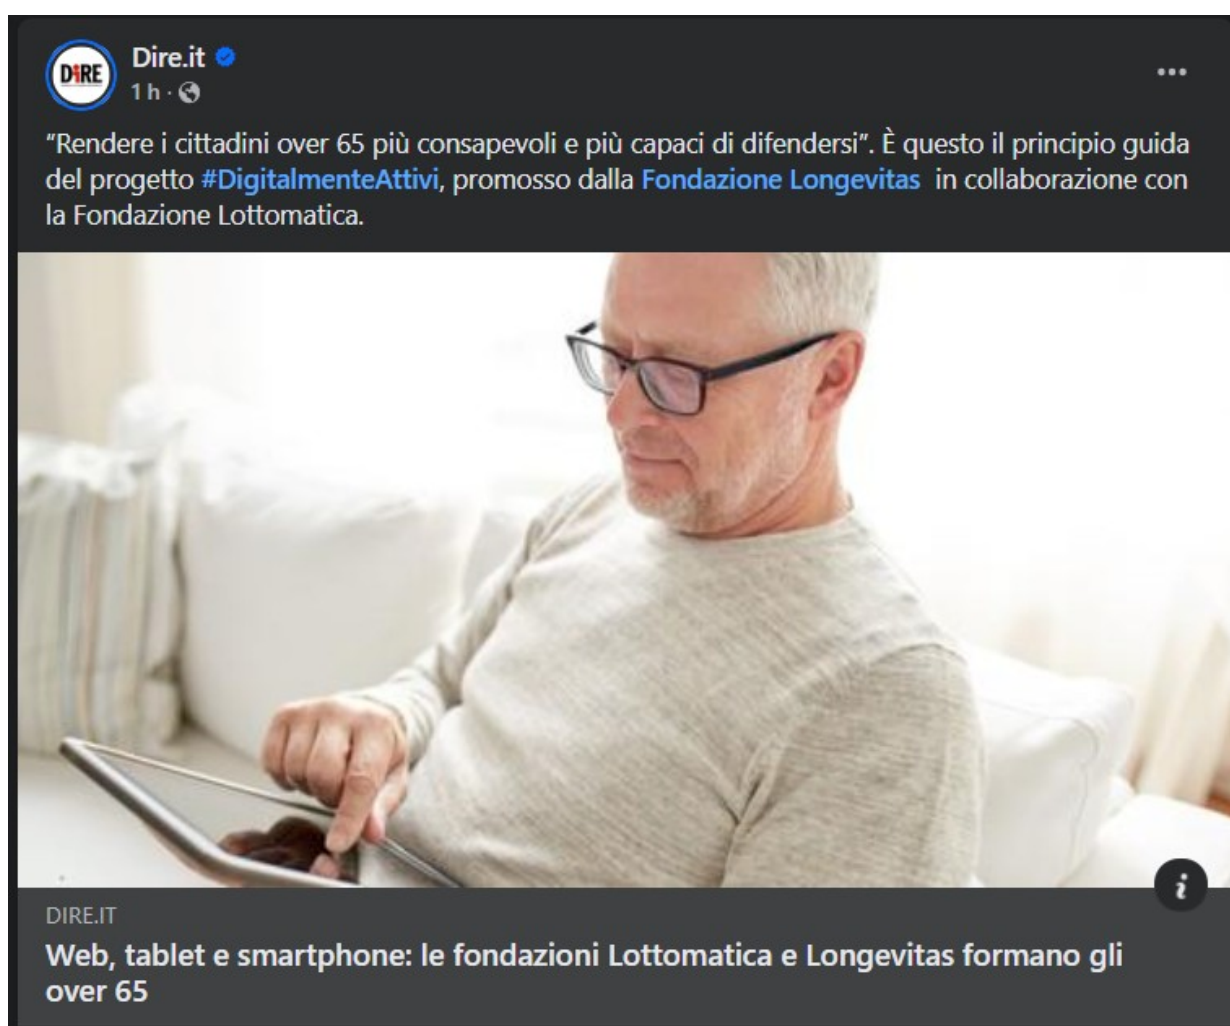 DiRE
Dire.it
1 h ·
“Rendere i cittadini over 65 più consapevoli e più capaci di difendersi”. È questo il principio guida
del progetto #DigitalmenteAttivi, promosso dalla Fondazione Longevitas in collaborazione con
la Fondazione Lottomatica.
DIRE.IT
Web, tablet e smartphone: le fondazioni Lottomatica e Longevitas formano gli
over 65